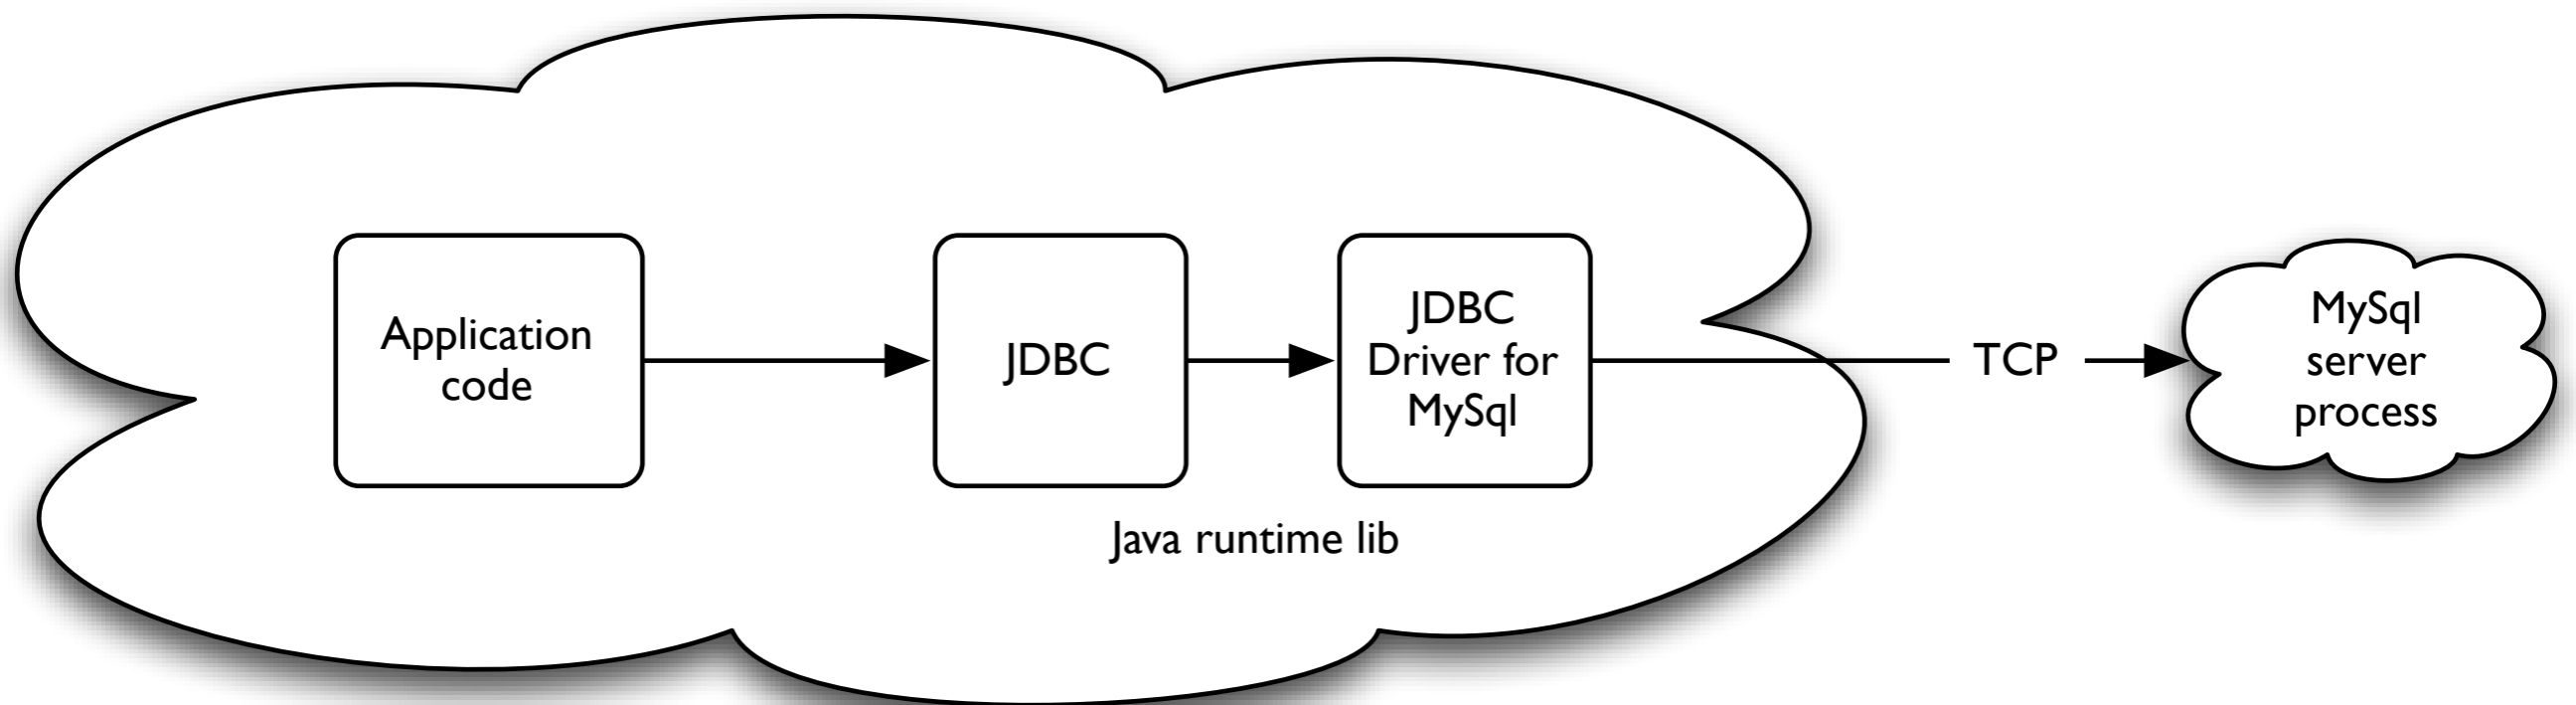 Application
code
JDBC
JDBC
Driver for
MySql
TCP
MySql
server
process
Java runtime lib